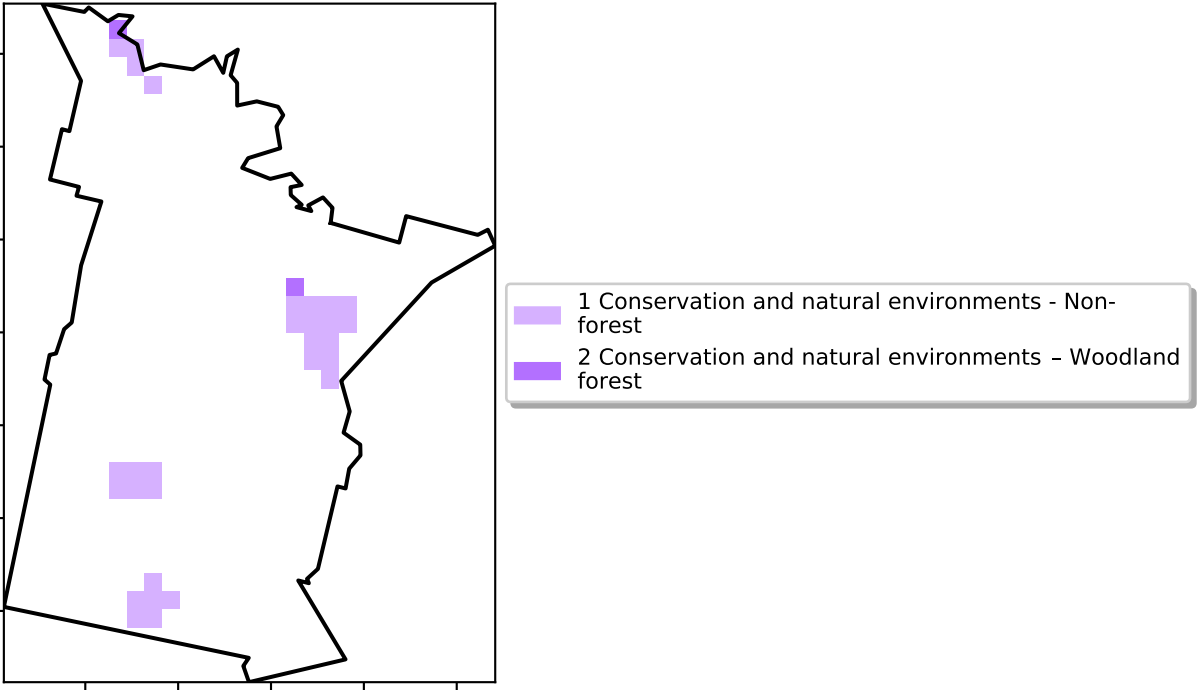 1 Conservation and natural environments - Non-
forest
2 Conservation and natural environments – Woodland
forest